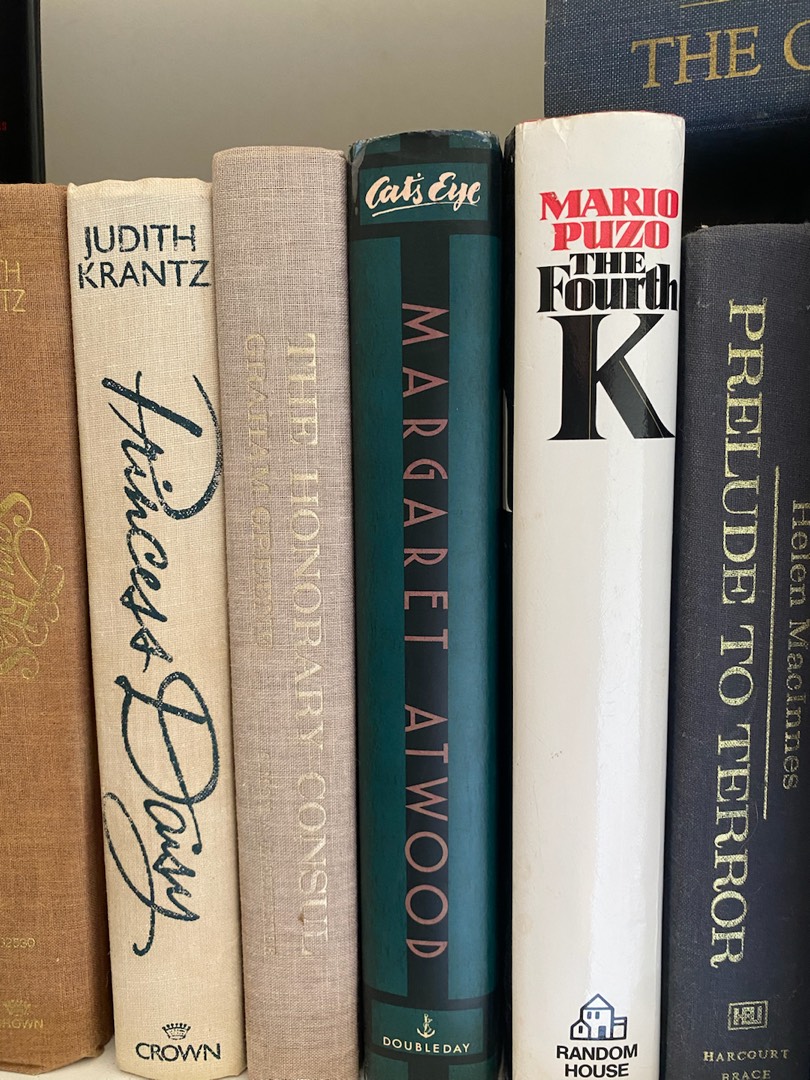 THE
JUDITH
KRANTZ
Princess Daisy
CROWN
THE HONORARY CONSUL
GRAHAM GREENE
Cat's Eye
MARGARET ATWOOD
DOUBLEDAY
MARIO
PUZO
THE
Fourth
K
RANDOM
HOUSE
Helen MacInnes
PRELUDE TO TERROR
HBJ
HARCOURT
BRACE